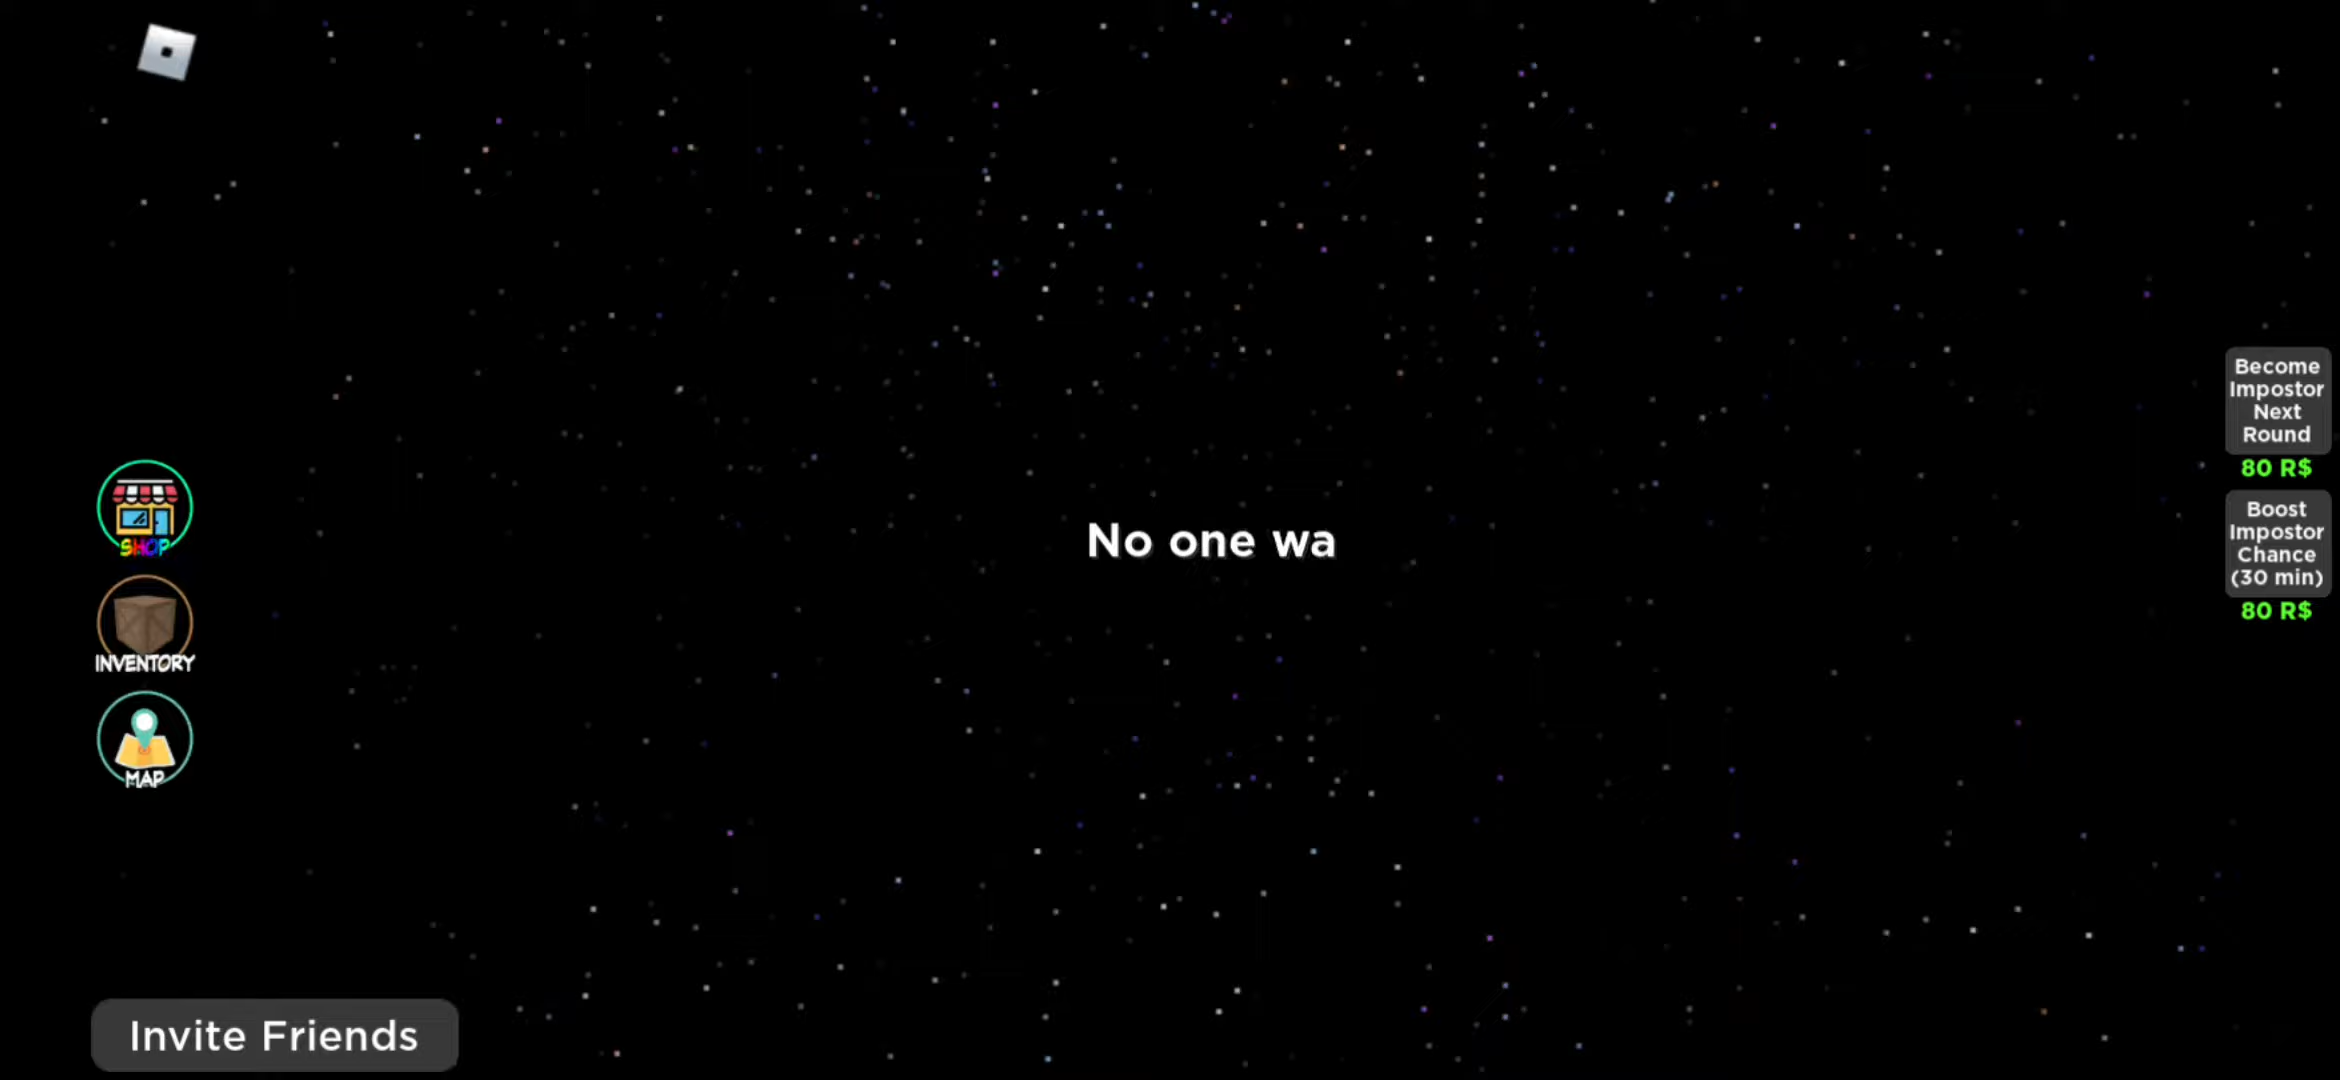 Become
Impostor
Next
Round
80 R$
SHOP
Boost
Impostor
Chance
(30 min)
No one wa
80 R$
INVENTORY
MAP
Invite Friends